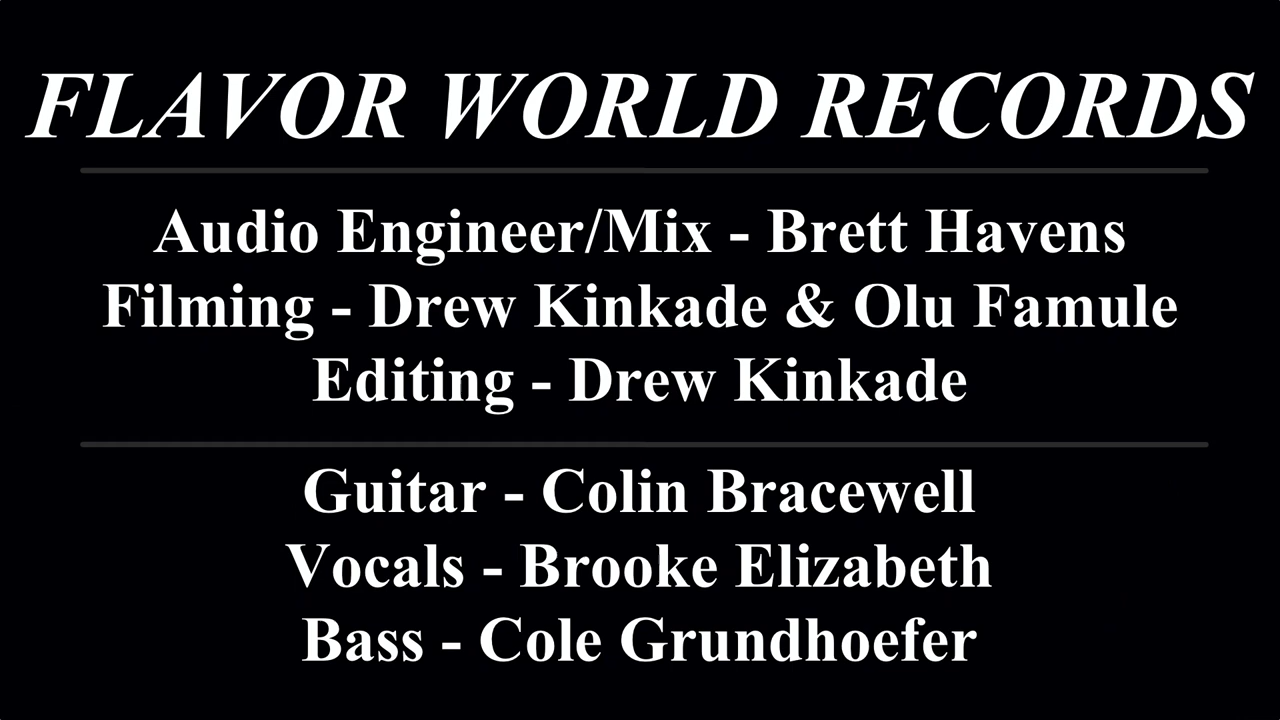 FLAVOR WORLD RECORDS
Audio Engineer/Mix - Brett Havens
Filming - Drew Kinkade & Olu Famule
Editing - Drew Kinkade
Guitar - Colin Bracewell
Vocals - Brooke Elizabeth
Bass - Cole Grundhoefer